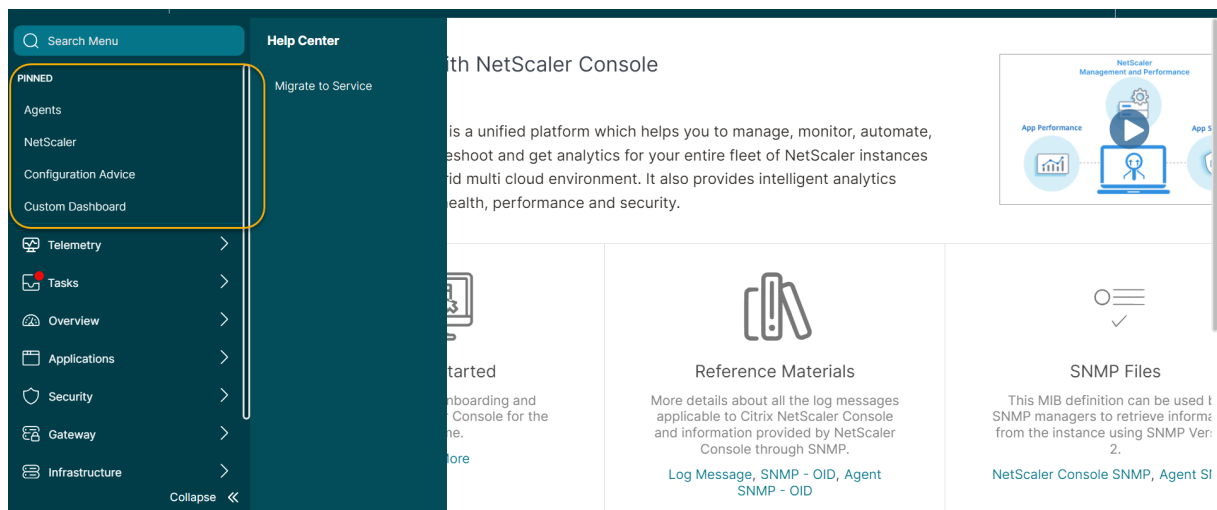 Search Menu
PINNED
Agents
NetScaler
Configuration Advice
Custom Dashboard
Telemetry
Tasks
Overview
Applications
Security
Gateway
Infrastructure
Collapse
Help Center
Migrate to Service
ith NetScaler Console
is a unified platform which helps you to manage, monitor, automate,
eshoot and get analytics for your entire fleet of NetScaler instances
rid multi cloud environment. It also provides intelligent analytics
ealth, performance and security.
NetScaler
Management and Performance
App Performance
App S
tarted
nboarding and
Console for the
ne.
ore
Reference Materials
More details about all the log messages
applicable to Citrix NetScaler Console
and information provided by NetScaler
Console through SNMP.
Log Message, SNMP - OID, Agent
SNMP - OID
SNMP Files
This MIB definition can be used b
SNMP managers to retrieve informa
from the instance using SNMP Ver
2.
NetScaler Console SNMP, Agent S